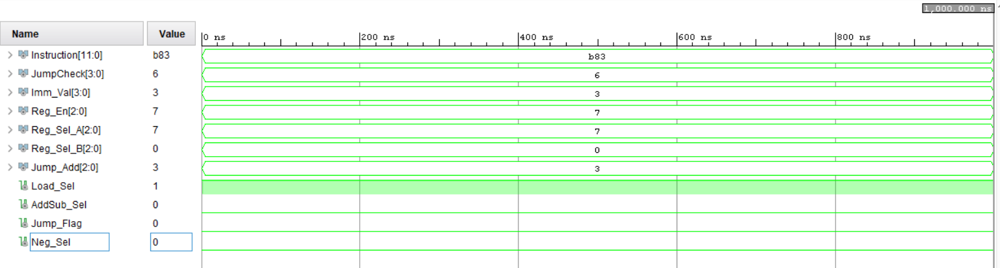 1,000.000 ns
Name Value 0 ns 200 ns 400 ns 600 ns 800 ns
Instruction[11:0] b83 b83
JumpCheck[3:0] 6 6
Imm_Val[3:0] 3 3
Reg_En[2:0] 7 7
Reg_Sel_A[2:0] 7 7
Reg_Sel_B[2:0] 0 0
Jump_Add[2:0] 3 3
Load_Sel 1
AddSub_Sel 0
Jump_Flag 0
Neg_Sel 0